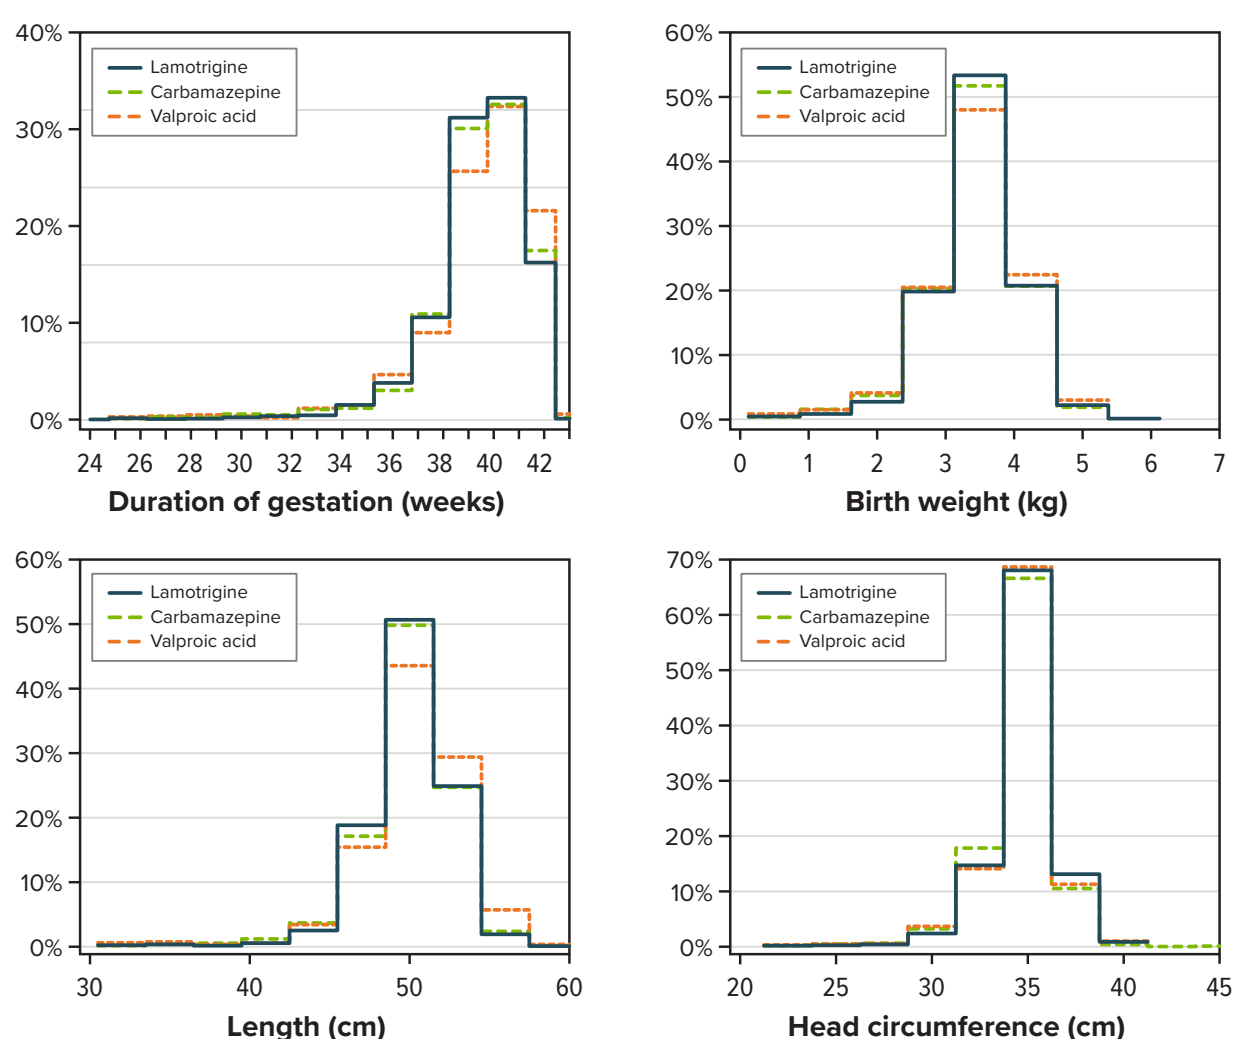 40%
30%
20%
10%
0%
Lamotrigine
Carbamazepine
Valproic acid
24 26 28 30 32 34 36 38 40 42
Duration of gestation (weeks)
60%
50%
40%
30%
20%
10%
0%
Lamotrigine
Carbamazepine
Valproic acid
0 1 2 3 4 5 6 7
Birth weight (kg)
60%
50%
40%
30%
20%
10%
0%
Lamotrigine
Carbamazepine
Valproic acid
30 40 50 60
Length (cm)
70%
60%
50%
40%
30%
20%
10%
0%
Lamotrigine
Carbamazepine
Valproic acid
20 25 30 35 40 45
Head circumference (cm)